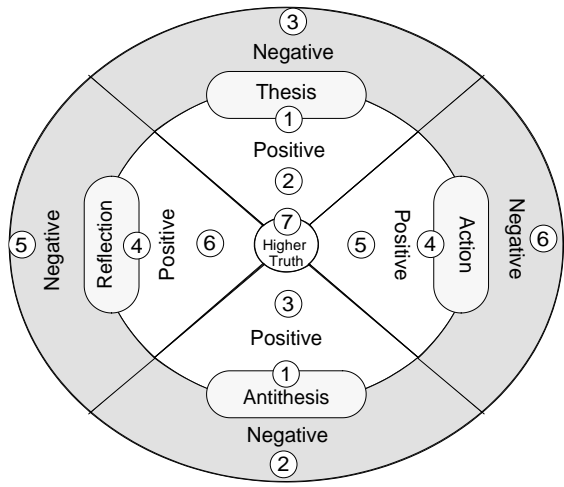 3
Negative
Thesis
1
Positive
2
Negative
5
Reflection
4
Positive
6
7
Higher
Truth
5
Positive
4
Action
Negative
6
3
Positive
1
Antithesis
Negative
2